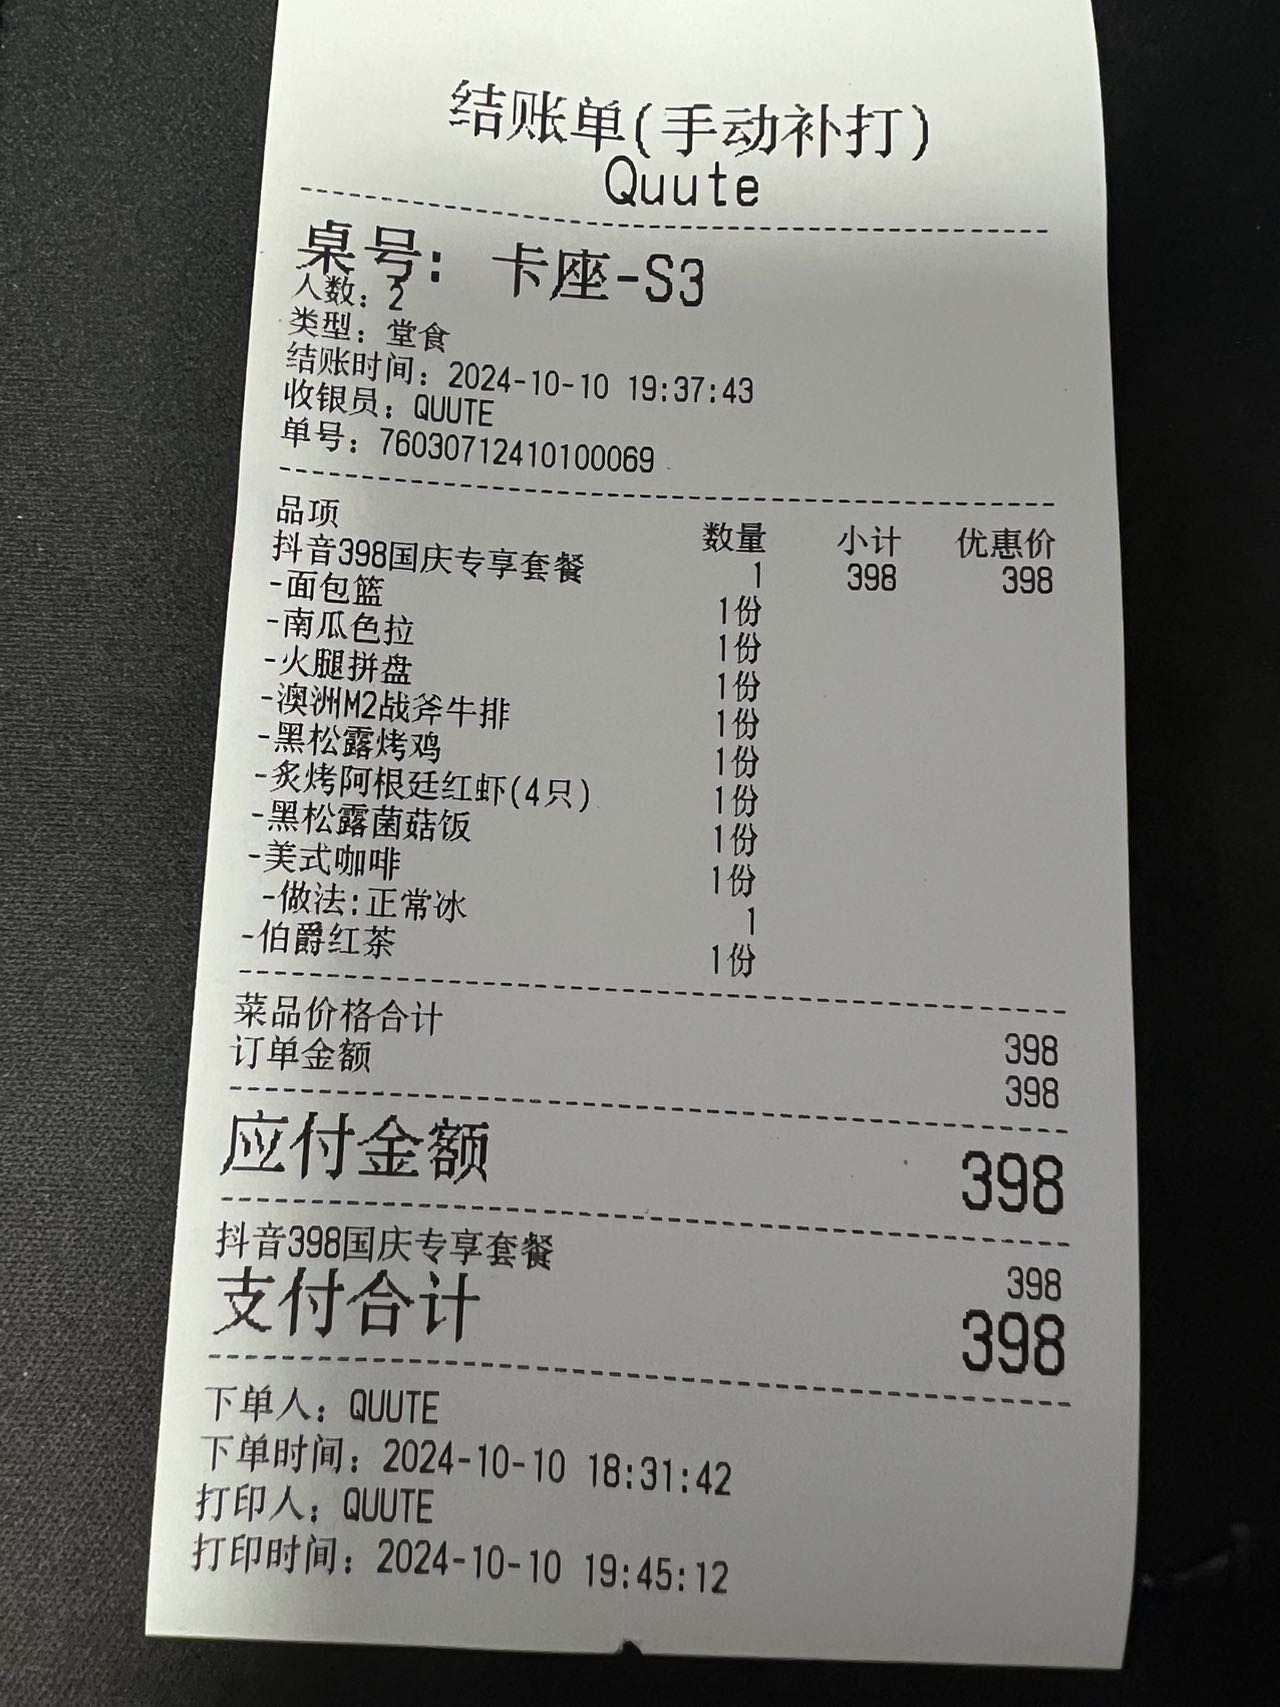 结账单(手动补打)
Quute
桌号: 卡座-S3
人数: 2
类型: 堂食
结账时间: 2024-10-10 19:37:43
收银员: QUUTE
单号: 76030712410100069
品项 数量 小计 优惠价
抖音398国庆专享套餐 1 398 398
-面包篮 1份
-南瓜色拉 1份
-火腿拼盘 1份
-澳洲M2战斧牛排 1份
-黑松露烤鸡 1份
-炙烤阿根廷红虾(4只) 1份
-黑松露菌菇饭 1份
-美式咖啡 1份
-做法:正常冰 1
-伯爵红茶 1份
菜品价格合计 398
订单金额 398
应付金额 398
抖音398国庆专享套餐 398
支付合计 398
下单人: QUUTE
下单时间: 2024-10-10 18:31:42
打印人: QUUTE
打印时间: 2024-10-10 19:45:12